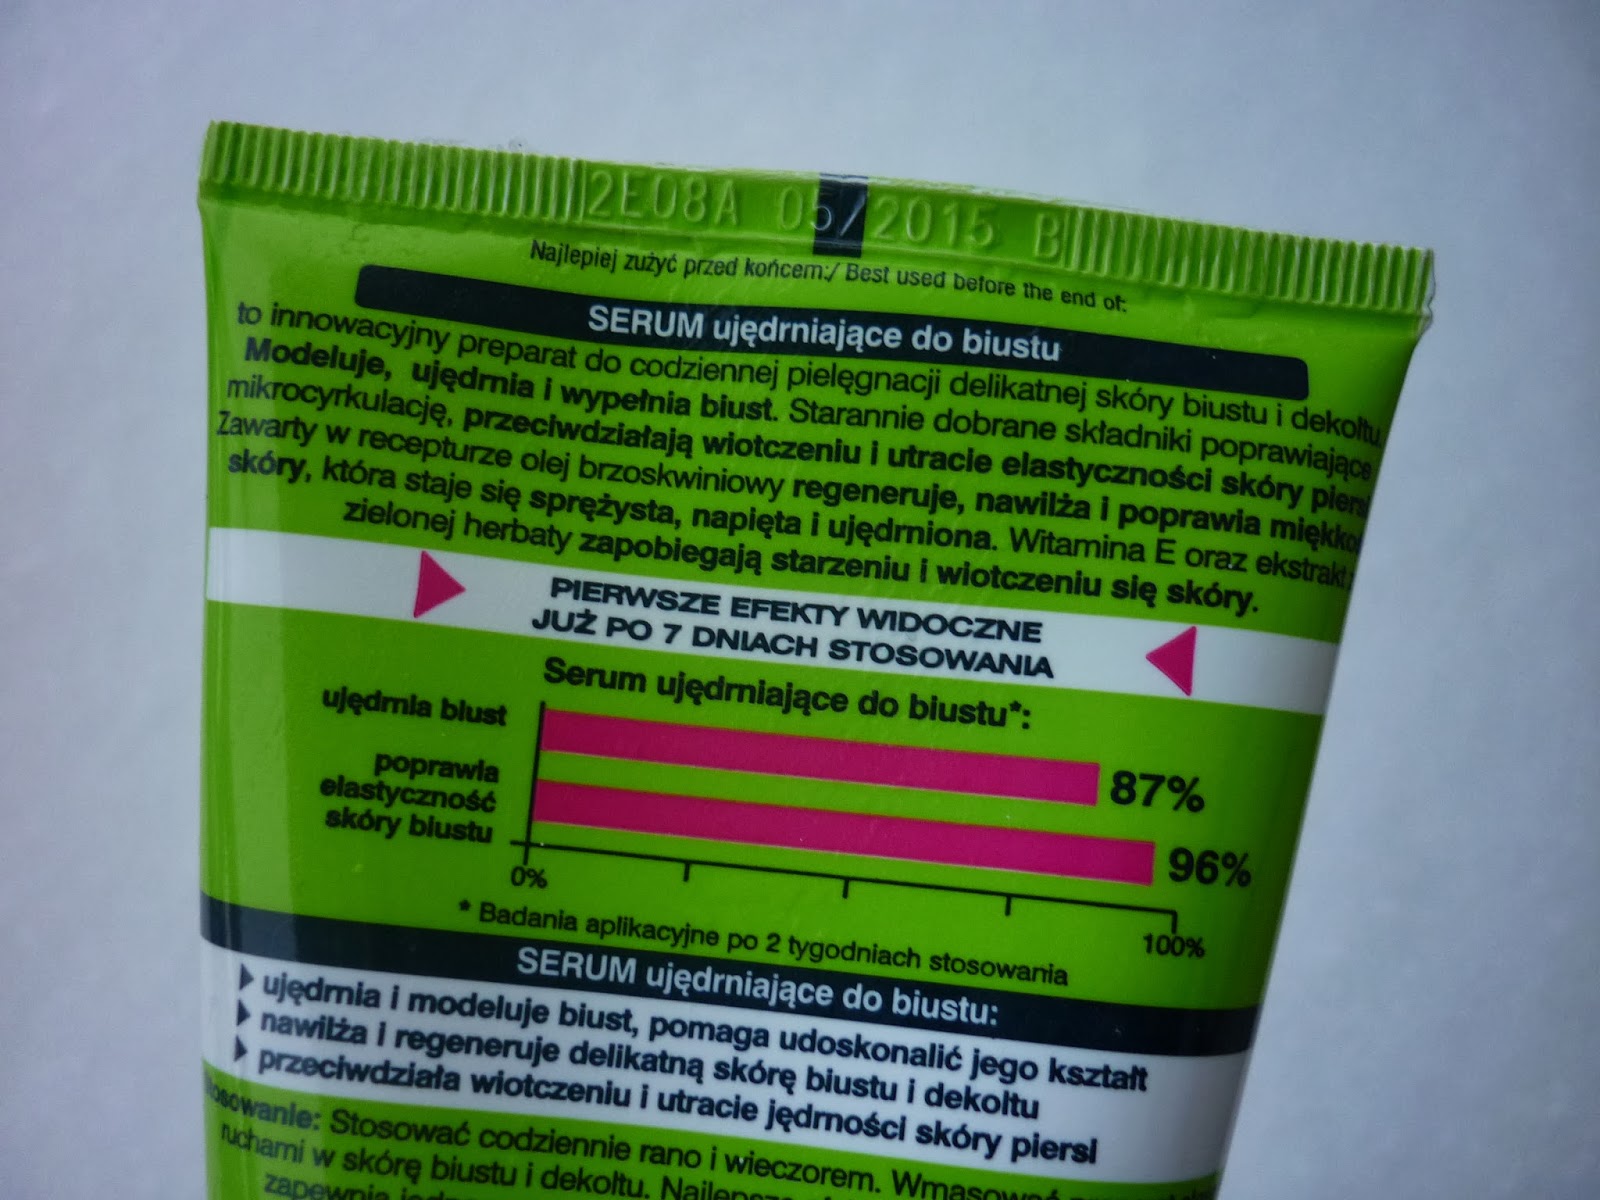 2E08A 05/2015 B
Najlepiej zużyć przed końcem:/ Best used before the end of:
SERUM ujędrniające do biustu
to innowacyjny preparat do codziennej pielęgnacji delikatnej skóry biustu i dekoltu.
Modeluje, ujędrnia i wypełnia biust. Starannie dobrane składniki poprawiające
mikrocyrkulację, przeciwdziałają wiotczeniu i utracie elastyczności skóry piersi
Zawarty w recepturze olej brzoskwiniowy regeneruje, nawilża i poprawia
skóry, która staje się sprężysta, napięta i ujędrniona. Witamina E oraz ekstrakt z
zielonej herbaty zapobiegają starzeniu i wiotczeniu się skóry.
PIERWSZE EFEKTY WIDOCZNE
JUŻ PO 7 DNIACH STOSOWANIA
Serum ujędrniające do biustu*:
ujędrnia biust
87%
poprawia
elastyczność
skóry biustu
96%
0%
100%
* Badania aplikacyjne po 2 tygodniach stosowania
SERUM ujędrniające do biustu:
ujędrnia i modeluje biust, pomaga udoskonalić jego kształt
nawilża i regeneruje delikatną skórę biustu i dekoltu
przeciwdziała wiotczeniu i utracie jędrności skóry piersi
Stosować codziennie rano i wieczorem. Wmasować
ruchami w skórę biustu i dekoltu. Najlepsze
zapewnia